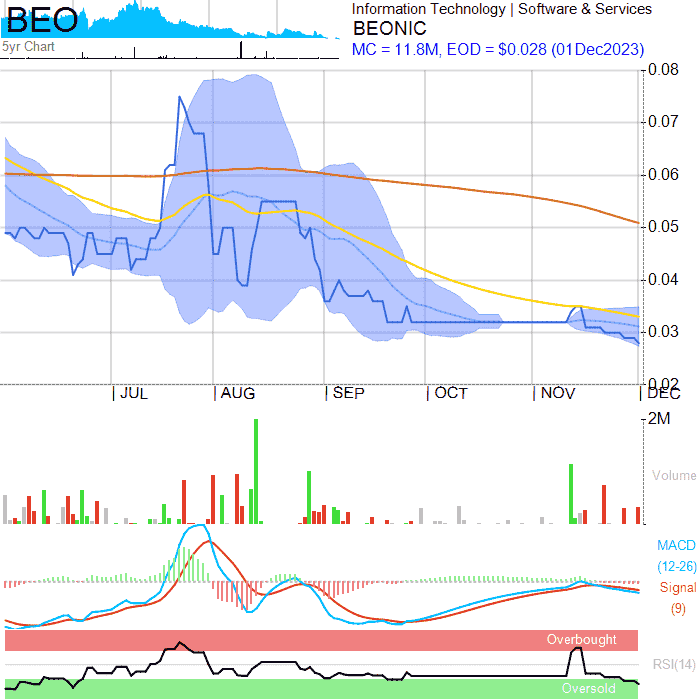 BEO
5yr Chart
Information Technology | Software & Services
BEONIC
MC = 11.8M, EOD = $0.028 (01Dec2023)
0.08
0.07
0.06
0.05
0.04
0.03
0.02
JUL AUG SEP OCT NOV DEC
2M
Volume
MACD
(12-26)
Signal
(9)
Overbought
RSI(14)
Oversold